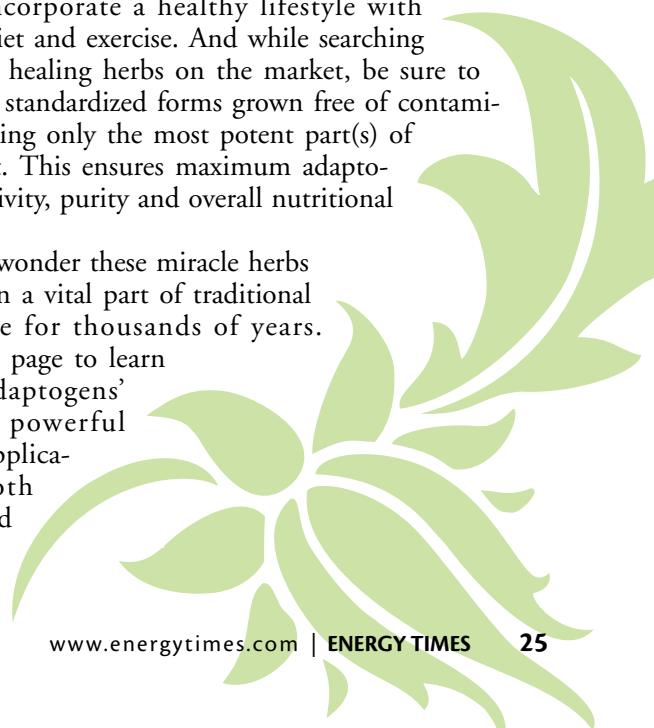 ncorporate a healthy lifestyle with
iet and exercise. And while searching
healing herbs on the market, be sure to
standardized forms grown free of contami-
ing only the most potent part(s) of
. This ensures maximum adapto-
ivity, purity and overall nutritional
wonder these miracle herbs
n a vital part of traditional
e for thousands of years.
page to learn
daptogens’
powerful
pplica-
oth
d
www.energytimes.com | ENERGY TIMES 25